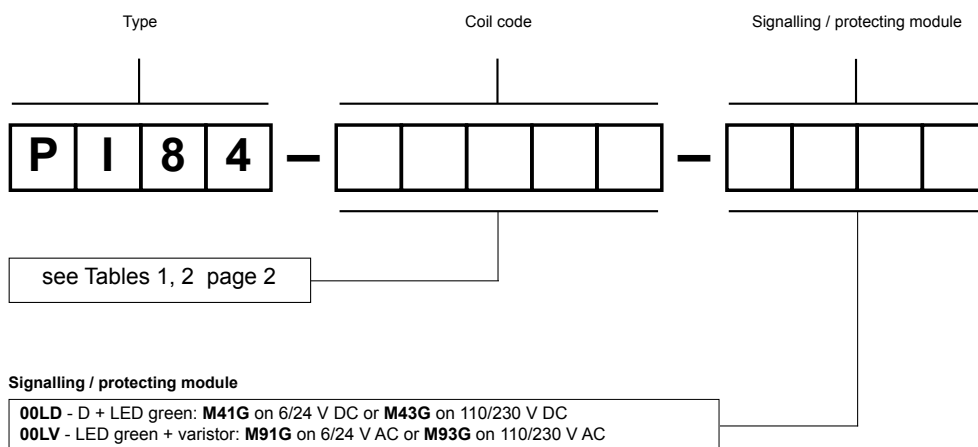 Type Coil code Signalling / protecting module
P I 8 4 – –
see Tables 1, 2 page 2
Signalling / protecting module
00LD - D + LED green: M41G on 6/24 V DC or M43G on 110/230 V DC
00LV - LED green + varistor: M91G on 6/24 V AC or M93G on 110/230 V AC